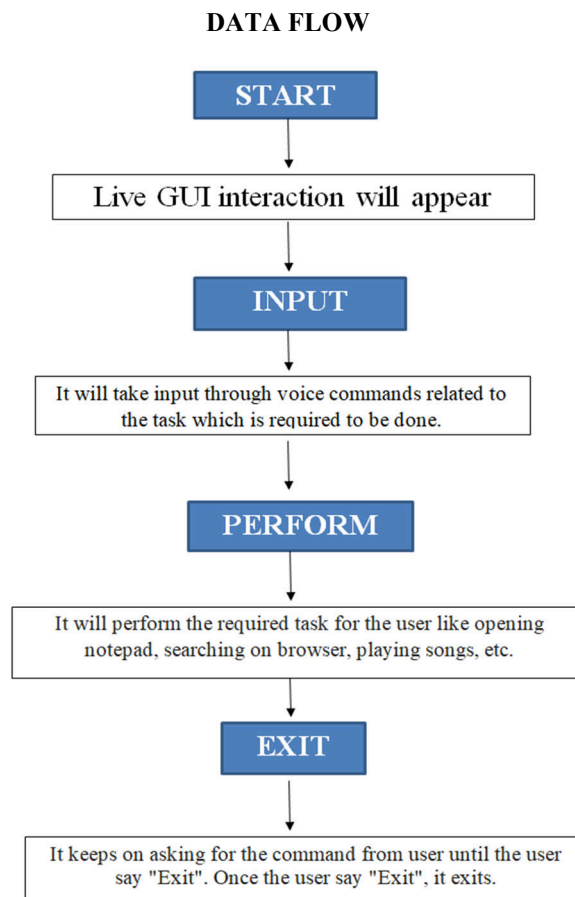 DATA FLOW
START
Live GUI interaction will appear
INPUT
It will take input through voice commands related to
the task which is required to be done.
PERFORM
It will perform the required task for the user like opening
notepad, searching on browser, playing songs, etc.
EXIT
It keeps on asking for the command from user until the user
say "Exit". Once the user say "Exit", it exits.